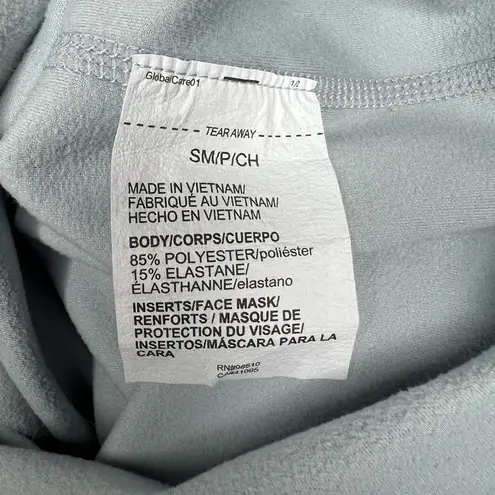 GlobalCare01 1/2
TEAR AWAY
SM/P/CH
MADE IN VIETNAM/
FABRIQUÉ AU VIETNAM/
HECHO EN VIETNAM
BODY/CORPS/CUERPO
85% POLYESTER/poliéster
15% ELASTANE/
ÉLASTHANNE/elastano
INSERTS/FACE MASK/
RENFORTS / MASQUE DE
PROTECTION DU VISAGE/
INSERTOS/MÁSCARA PARA LA
CARA